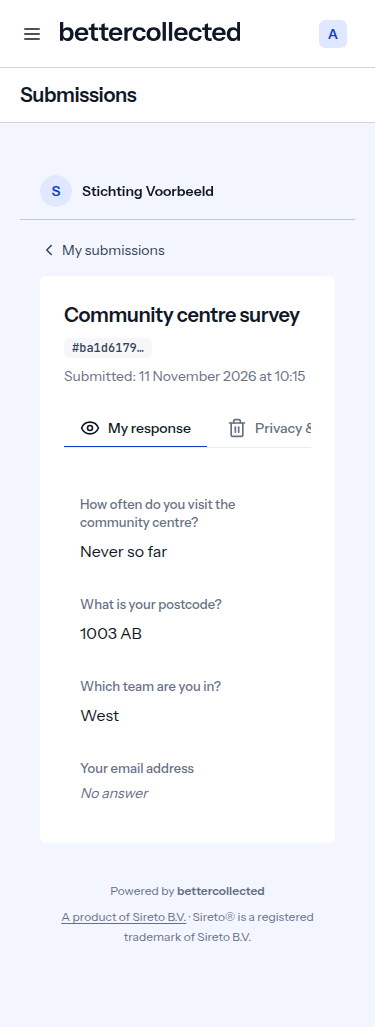 bettercollected
A
Submissions
S
Stichting Voorbeeld
My submissions
Community centre survey
#ba1d6179…
Submitted: 11 November 2026 at 10:15
My response
Privacy &
How often do you visit the
community centre?
Never so far
What is your postcode?
1003 AB
Which team are you in?
West
Your email address
No answer
Powered by bettercollected
A product of Sireto B.V. · Sireto® is a registered
trademark of Sireto B.V.